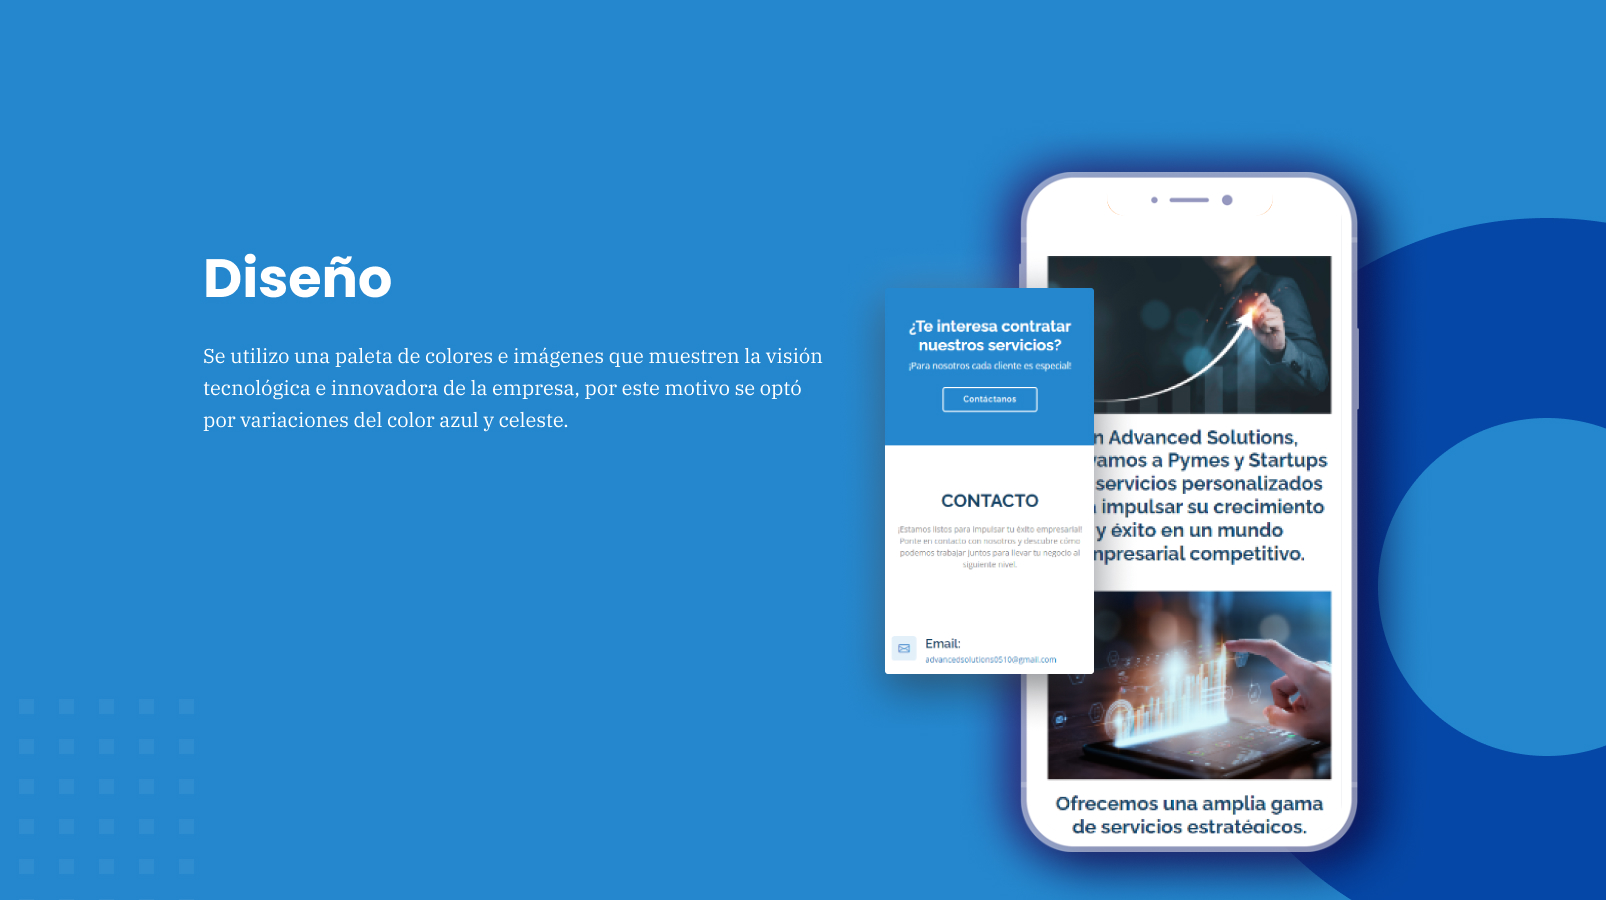 Diseño
Se utilizo una paleta de colores e imágenes que muestren la visión
tecnológica e innovadora de la empresa, por este motivo se optó
por variaciones del color azul y celeste.
¿Te interesa contratar
nuestros servicios?
¡Para nosotros cada cliente es especial!
Contáctanos
CONTACTO
¡Estamos listos para impulsar tu éxito empresarial!
Ponte en contacto con nosotros y descubre cómo
podemos trabajar juntos para llevar tu negocio al
siguiente nivel.
Email:
advancedsolutions0510@gmail.com
Advanced Solutions,
a Pymes y Startups
servicios personalizados
impulsar su crecimiento
y éxito en un mundo
competitivo.
Ofrecemos una amplia gama
de servicios estratégicos.